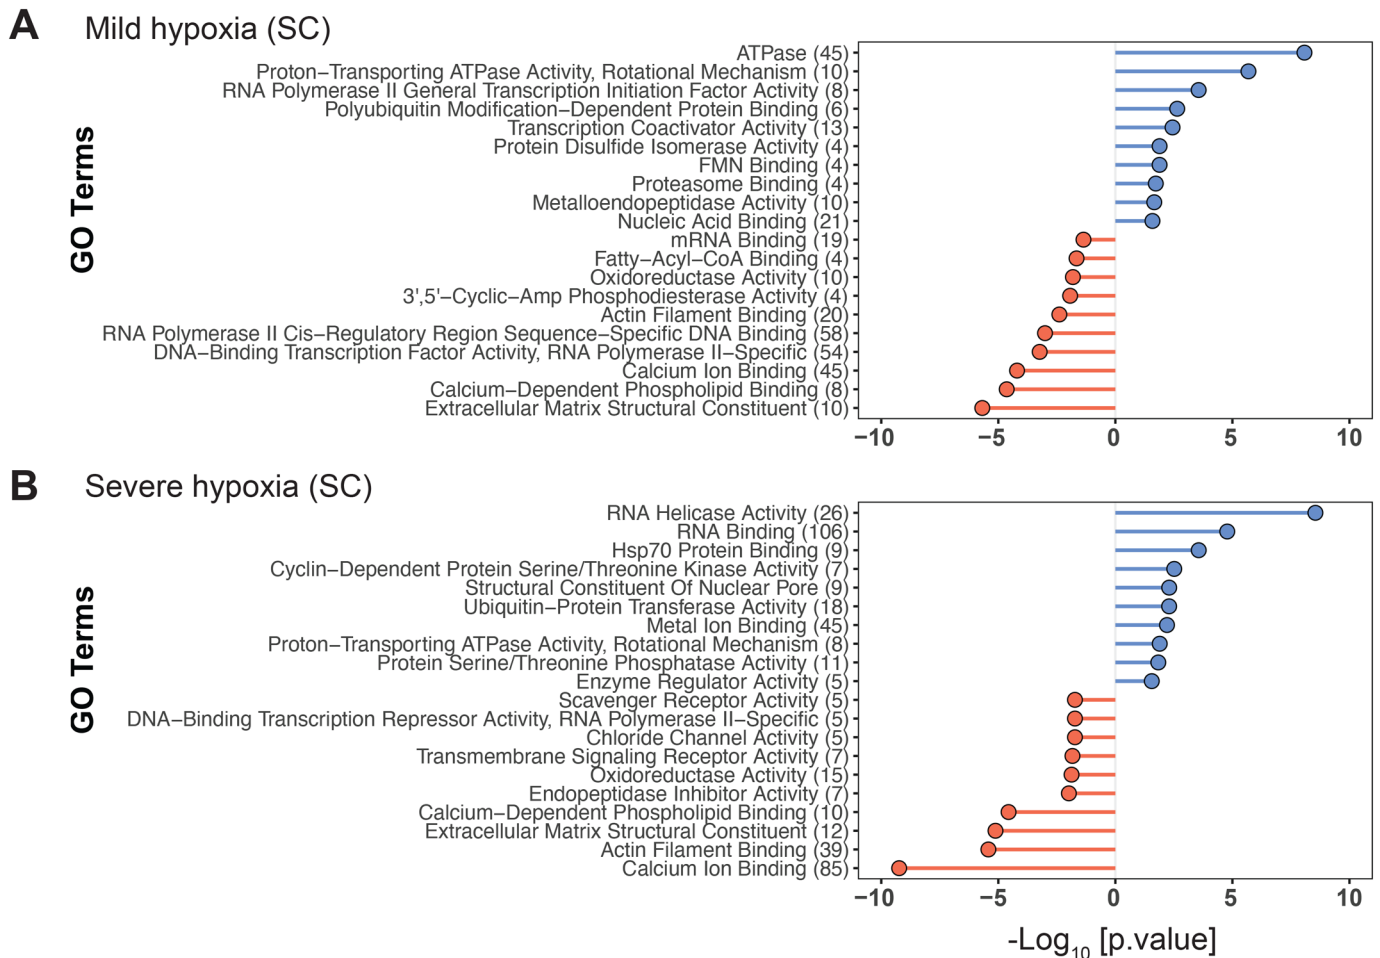 A
Mild hypoxia (SC)
GO Terms
ATPase (45)
Proton−Transporting ATPase Activity, Rotational Mechanism (10)
RNA Polymerase II General Transcription Initiation Factor Activity (8)
Polyubiquitin Modification−Dependent Protein Binding (6)
Transcription Coactivator Activity (13)
Protein Disulfide Isomerase Activity (4)
FMN Binding (4)
Proteasome Binding (4)
Metalloendopeptidase Activity (10)
Nucleic Acid Binding (21)
mRNA Binding (19)
Fatty−Acyl−CoA Binding (4)
Oxidoreductase Activity (10)
3',5'−Cyclic−Amp Phosphodiesterase Activity (4)
Actin Filament Binding (20)
RNA Polymerase II Cis−Regulatory Region Sequence−Specific DNA Binding (58)
DNA−Binding Transcription Factor Activity, RNA Polymerase II−Specific (54)
Calcium Ion Binding (45)
Calcium−Dependent Phospholipid Binding (8)
Extracellular Matrix Structural Constituent (10)
−10 −5 0 5 10
B
Severe hypoxia (SC)
GO Terms
RNA Helicase Activity (26)
RNA Binding (106)
Hsp70 Protein Binding (9)
Cyclin−Dependent Protein Serine/Threonine Kinase Activity (7)
Structural Constituent Of Nuclear Pore (9)
Ubiquitin−Protein Transferase Activity (18)
Metal Ion Binding (45)
Proton−Transporting ATPase Activity, Rotational Mechanism (8)
Protein Serine/Threonine Phosphatase Activity (11)
Enzyme Regulator Activity (5)
Scavenger Receptor Activity (5)
DNA−Binding Transcription Repressor Activity, RNA Polymerase II−Specific (5)
Chloride Channel Activity (5)
Transmembrane Signaling Receptor Activity (7)
Oxidoreductase Activity (15)
Endopeptidase Inhibitor Activity (7)
Calcium−Dependent Phospholipid Binding (10)
Extracellular Matrix Structural Constituent (12)
Actin Filament Binding (39)
Calcium Ion Binding (85)
−10 −5 0 5 10
-Log10 [p.value]